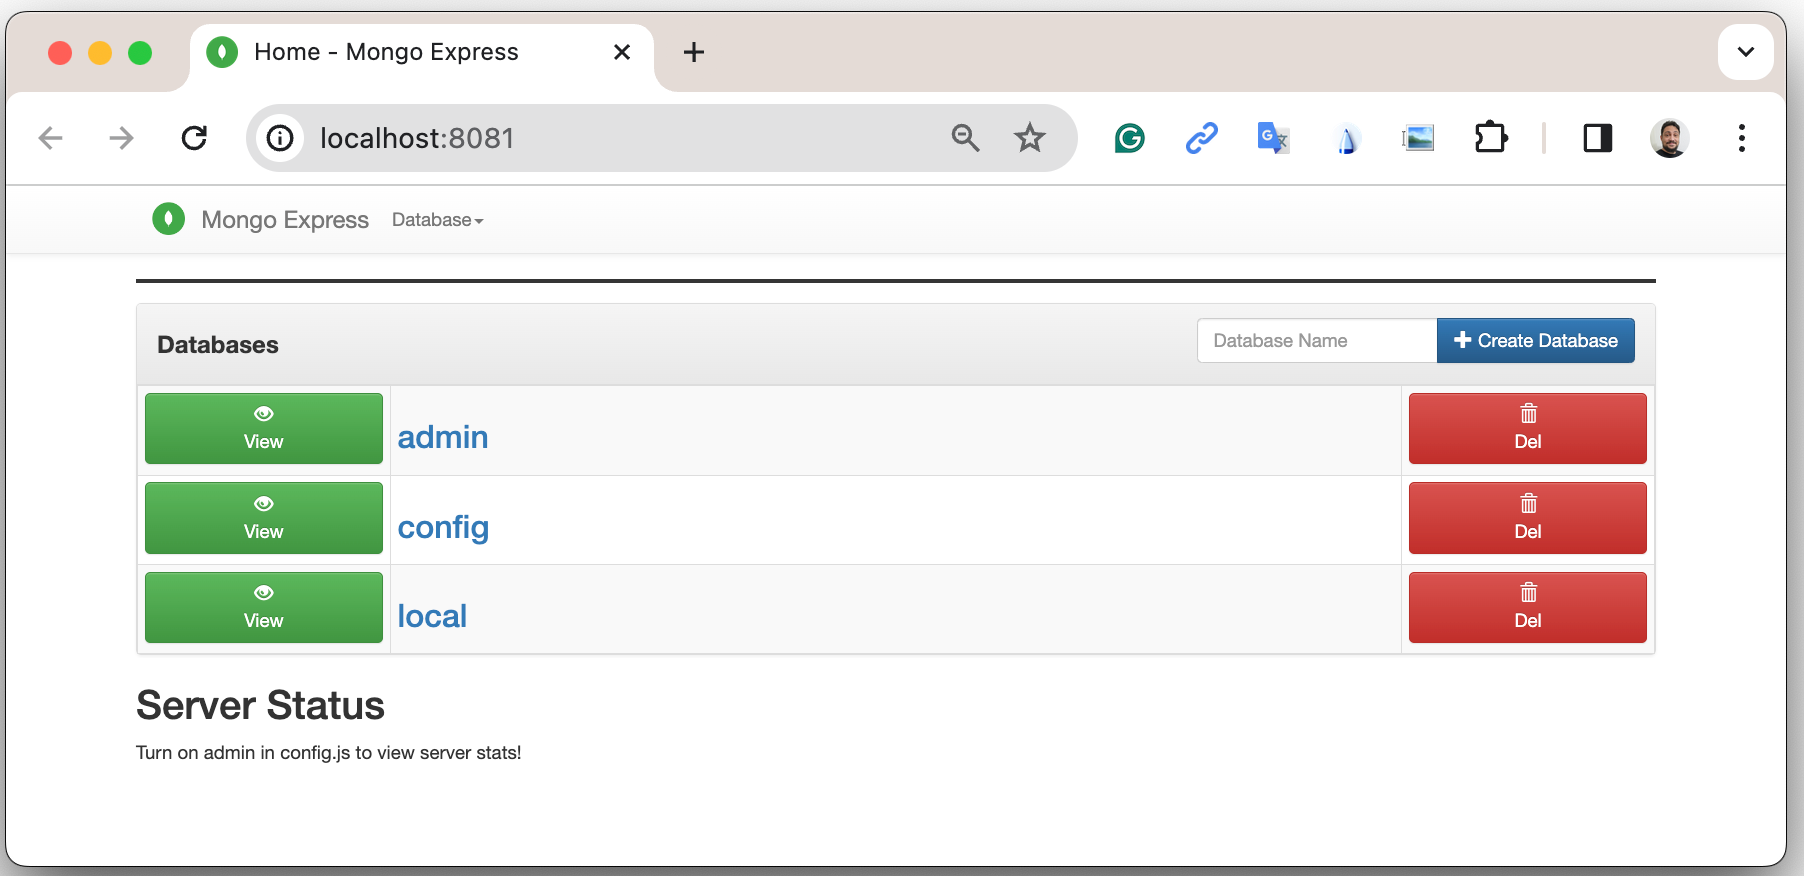 Home - Mongo Express
localhost:8081
Mongo Express Database
Databases
Database Name
Create Database
View
admin
Del
View
config
Del
View
local
Del
Server Status
Turn on admin in config.js to view server stats!